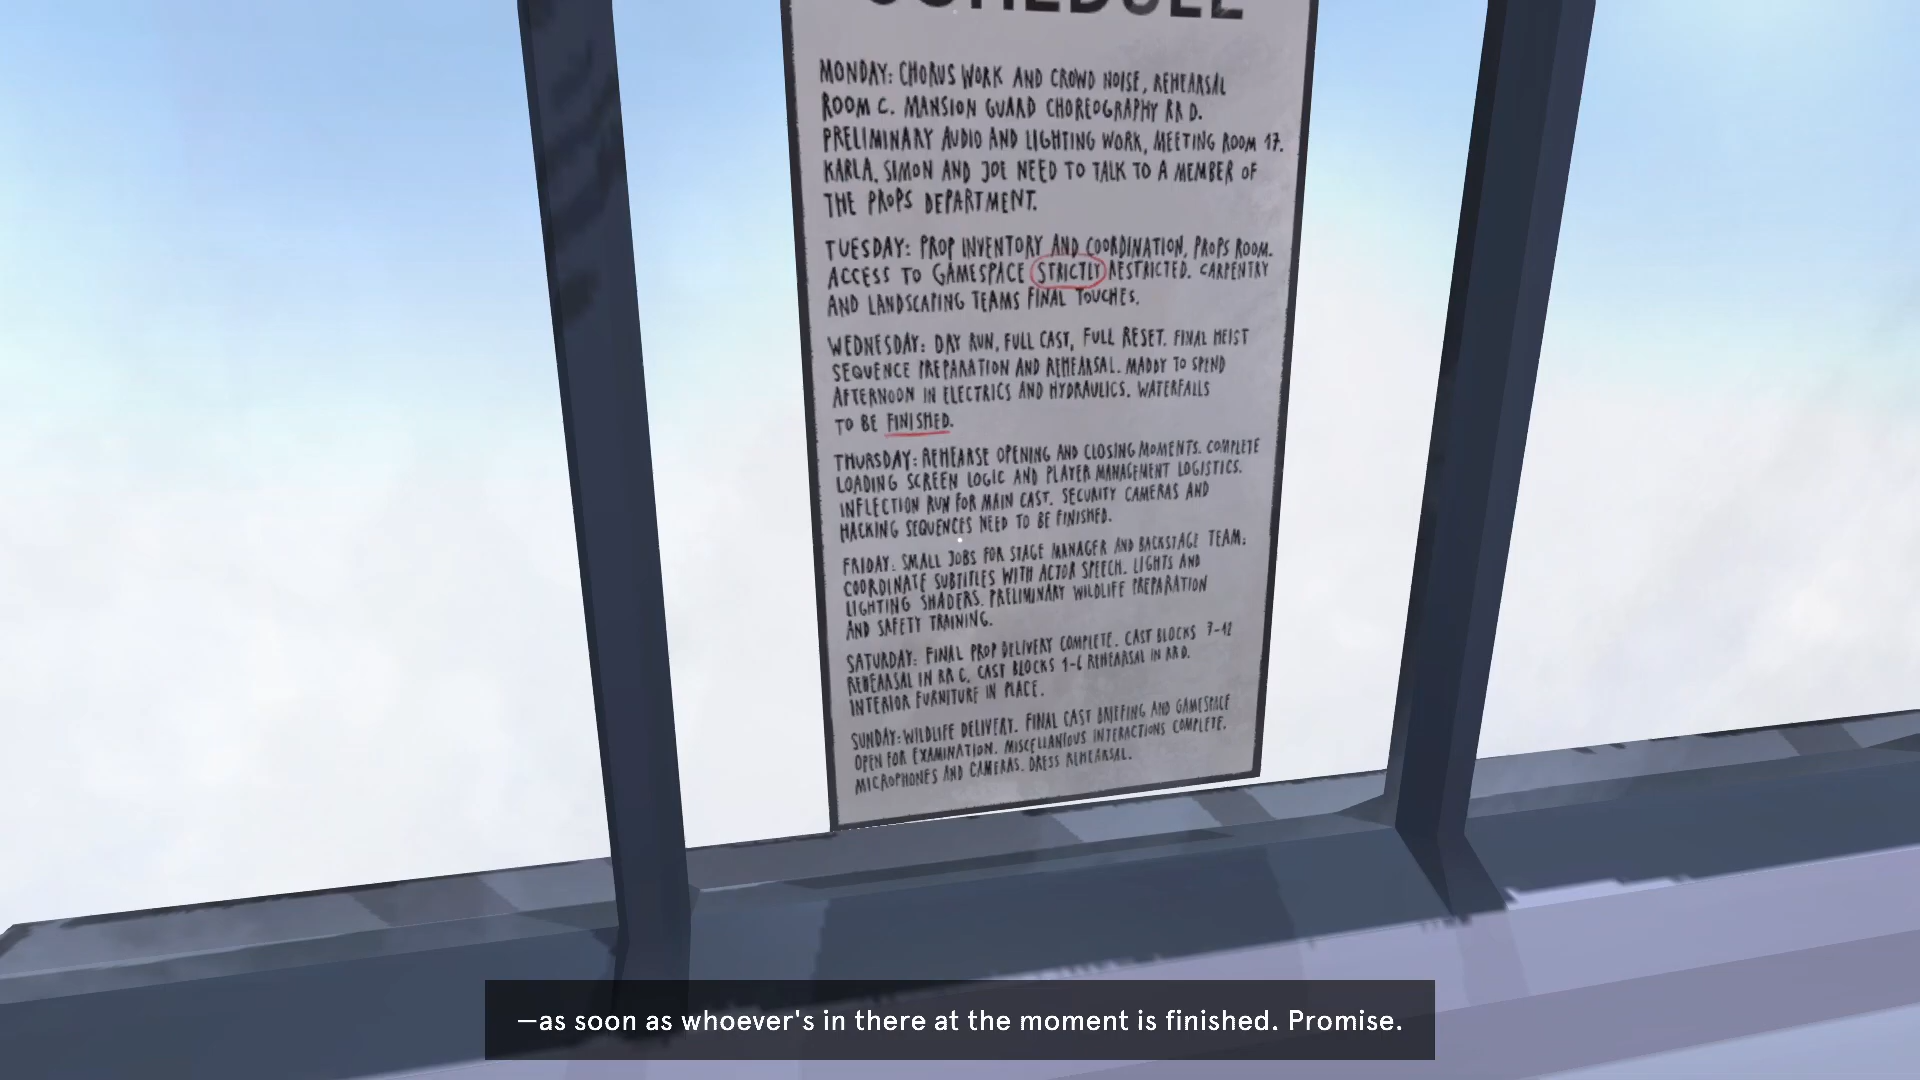 SCHEDULE
MONDAY: CHORUS WORK AND CROWD NOISE, REHEARSAL
ROOM C. MANSION GUARD CHOREOGRAPHY RR D.
PRELIMINARY AUDIO AND LIGHTING WORK, MEETING ROOM 17.
KARLA, SIMON AND JOE NEED TO TALK TO A MEMBER OF
THE PROPS DEPARTMENT.
TUESDAY: PROP INVENTORY AND COORDINATION, PROPS ROOM.
ACCESS TO GAMESPACE STRICTLY RESTRICTED. CARPENTRY
AND LANDSCAPING TEAMS FINAL TOUCHES.
WEDNESDAY: DRY RUN, FULL CAST, FULL RESET. FINAL HEIST
SEQUENCE PREPARATION AND REHEARSAL. MADDY TO SPEND
AFTERNOON IN ELECTRICS AND HYDRAULICS. WATERFALLS
TO BE FINISHED.
THURSDAY: REHEARSE OPENING AND CLOSING MOMENTS. COMPLETE
LOADING SCREEN LOGIC AND PLAYER MANAGEMENT LOGISTICS.
INFLECTION RUN FOR MAIN CAST. SECURITY CAMERAS AND
HACKING SEQUENCES NEED TO BE FINISHED.
FRIDAY: SMALL JOBS FOR STAGE MANAGER AND BACKSTAGE TEAM:
COORDINATE SUBTITLES WITH ACTOR SPEECH. LIGHTS AND
LIGHTING SHADERS. PRELIMINARY WILDLIFE PREPARATION
AND SAFETY TRAINING.
SATURDAY: FINAL PROP DELIVERY COMPLETE. CAST BLOCKS 7-12
REHEARSAL IN RR C, CAST BLOCKS 1-6 REHEARSAL IN RR D.
INTERIOR FURNITURE IN PLACE.
SUNDAY: WILDLIFE DELIVERY. FINAL CAST BRIEFING AND GAMESPACE
OPEN FOR EXAMINATION. MISCELLANIOUS INTERACTIONS COMPLETE.
MICROPHONES AND CAMERAS. DRESS REHEARSAL.
—as soon as whoever's in there at the moment is finished. Promise.